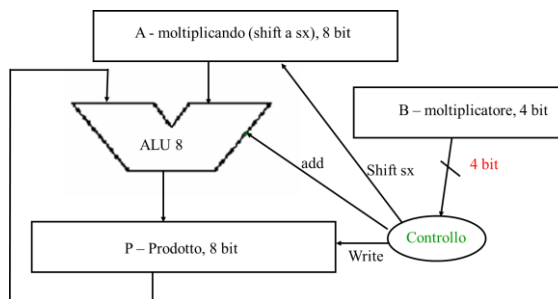 A - moltiplicando (shift a sx), 8 bit
B – moltiplicatore, 4 bit
ALU 8
add
Shift sx
4 bit
P – Prodotto, 8 bit
Controllo
Write